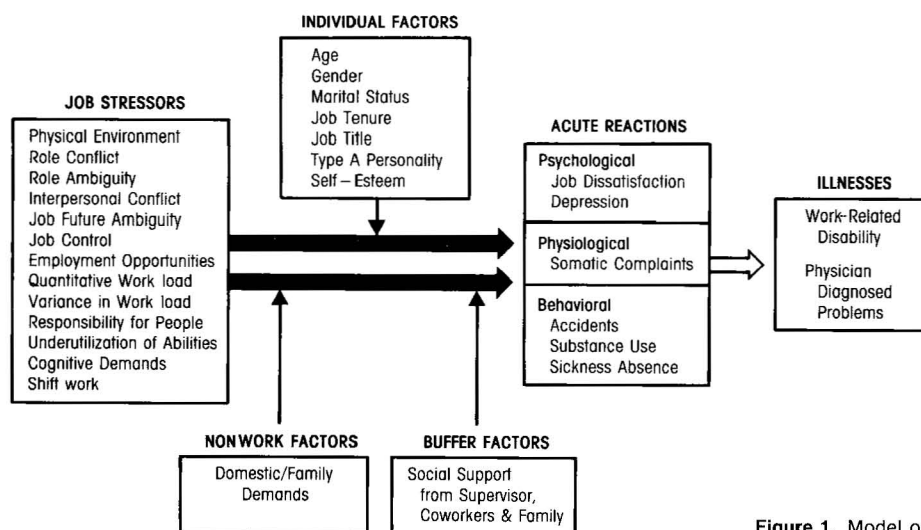 INDIVIDUAL FACTORS
Age
Gender
Marital Status
Job Tenure
Job Title
Type A Personality
Self-Esteem
JOB STRESSORS
Physical Environment
Role Conflict
Role Ambiguity
Interpersonal Conflict
Job Future Ambiguity
Job Control
Employment Opportunities
Quantitative Work load
Variance in Work load
Responsibility for People
Underutilization of Abilities
Cognitive Demands
Shift work
ACUTE REACTIONS
Psychological
Job Dissatisfaction
Depression
Physiological
Somatic Complaints
Behavioral
Accidents
Substance Use
Sickness Absence
ILLNESSES
Work-Related
Disability
Physician
Diagnosed
Problems
NONWORK FACTORS
Domestic/Family
Demands
BUFFER FACTORS
Social Support
from Supervisor,
Coworkers & Family
Figure 1 Model o